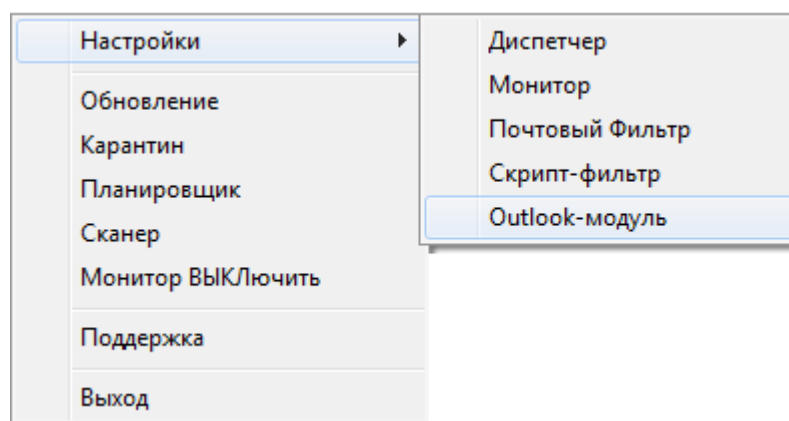 Настройки
Обновление
Карантин
Планировщик
Сканер
Монитор ВЫКЛючить
Поддержка
Выход
Диспетчер
Монитор
Почтовый Фильтр
Скрипт-фильтр
Outlook-модуль